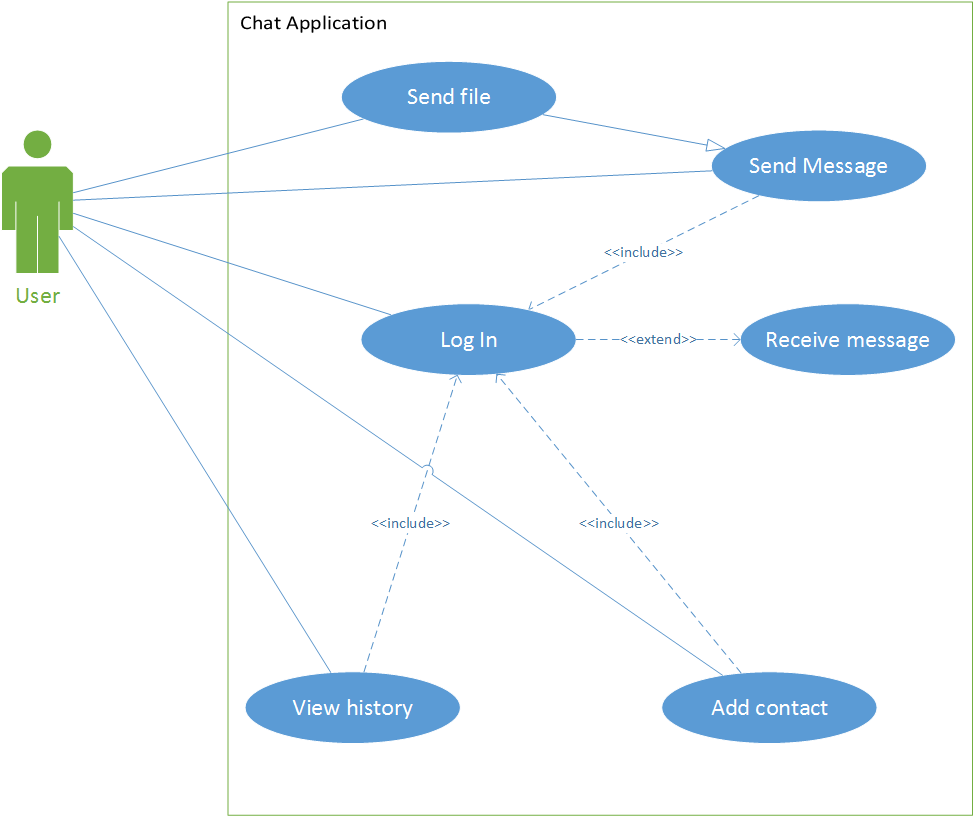 Chat Application
Send file
Send Message
<<include>>
User
Log In
<<extend>>
Receive message
<<include>>
<<include>>
View history
Add contact